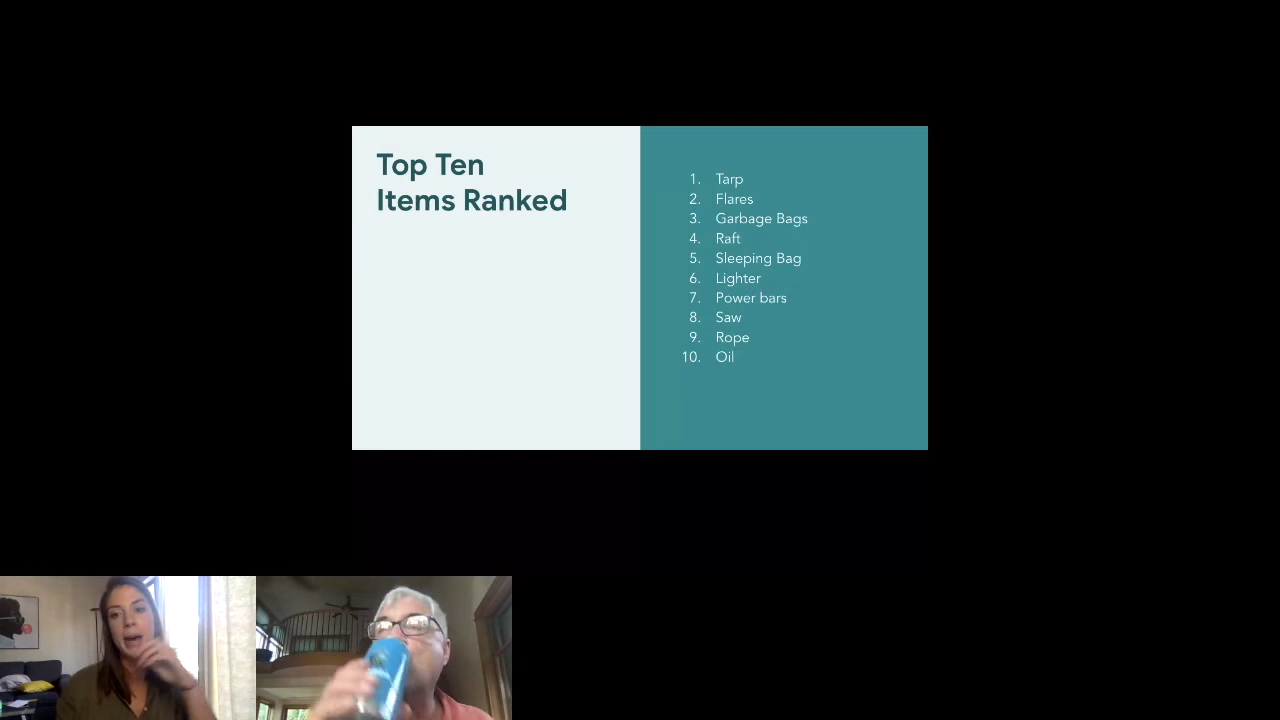 Top Ten
Items Ranked
1. Tarp
2. Flares
3. Garbage Bags
4. Raft
5. Sleeping Bag
6. Lighter
7. Power bars
8. Saw
9. Rope
10. Oil